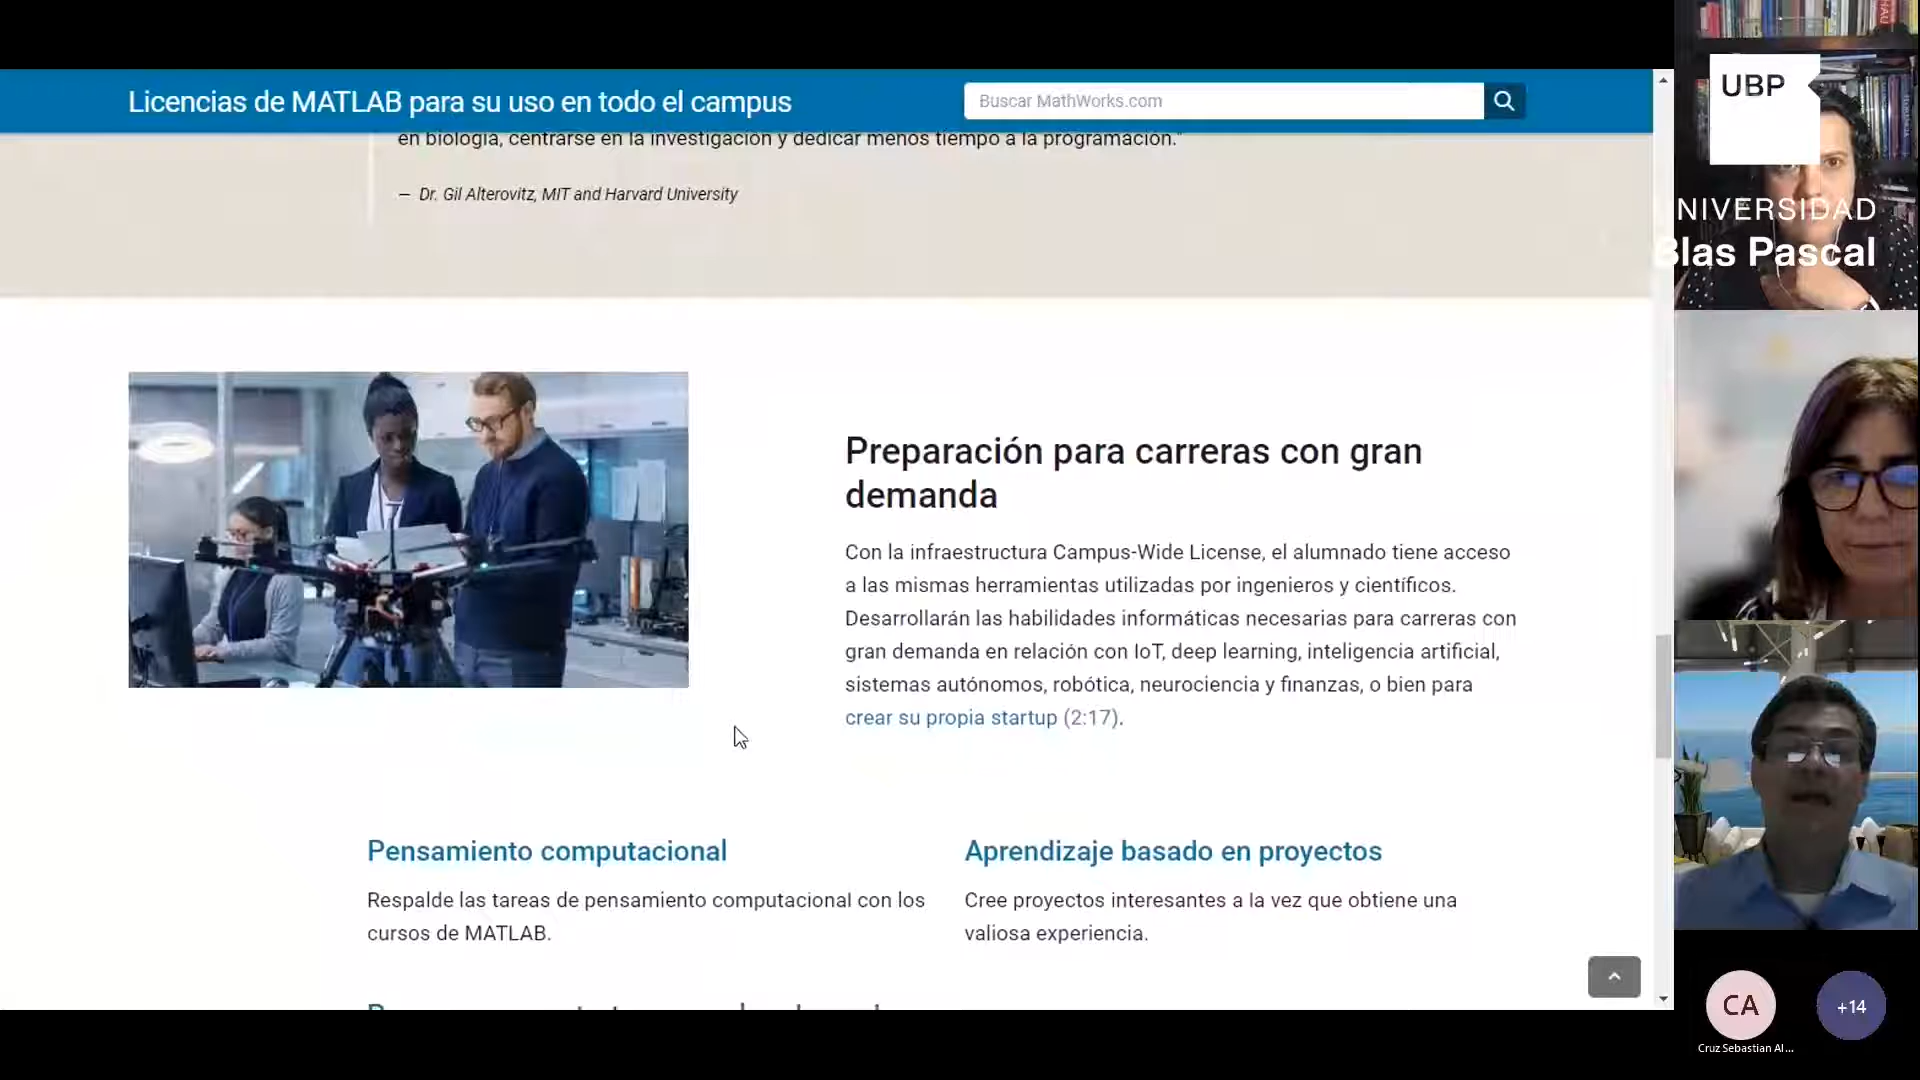 Licencias de MATLAB para su uso en todo el campus
Buscar MathWorks.com
en biología, centrarse en la investigación y dedicar menos tiempo a la programación."
— Dr. Gil Alterovitz, MIT and Harvard University
Preparación para carreras con gran
demanda
Con la infraestructura Campus-Wide License, el alumnado tiene acceso
a las mismas herramientas utilizadas por ingenieros y científicos.
Desarrollarán las habilidades informáticas necesarias para carreras con
gran demanda en relación con IoT, deep learning, inteligencia artificial,
sistemas autónomos, robótica, neurociencia y finanzas, o bien para
crear su propia startup (2:17).
Pensamiento computacional
Respalde las tareas de pensamiento computacional con los
cursos de MATLAB.
Aprendizaje basado en proyectos
Cree proyectos interesantes a la vez que obtiene una
valiosa experiencia.
UBP
UNIVERSIDAD
Blas Pascal
CA
Cruz Sebastian Al...
+14